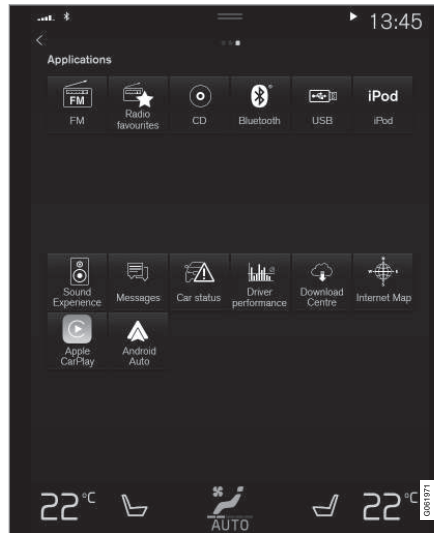 13:45
Applications
FM
iPod
FM
Radio
favourites
CD
Bluetooth
USB
iPod
Sound
Experience
Messages
Car status
Driver
performance
Download
Centre
Internet Map
Apple
CarPlay
Android
Auto
22°C
AUTO
22°C
G061971